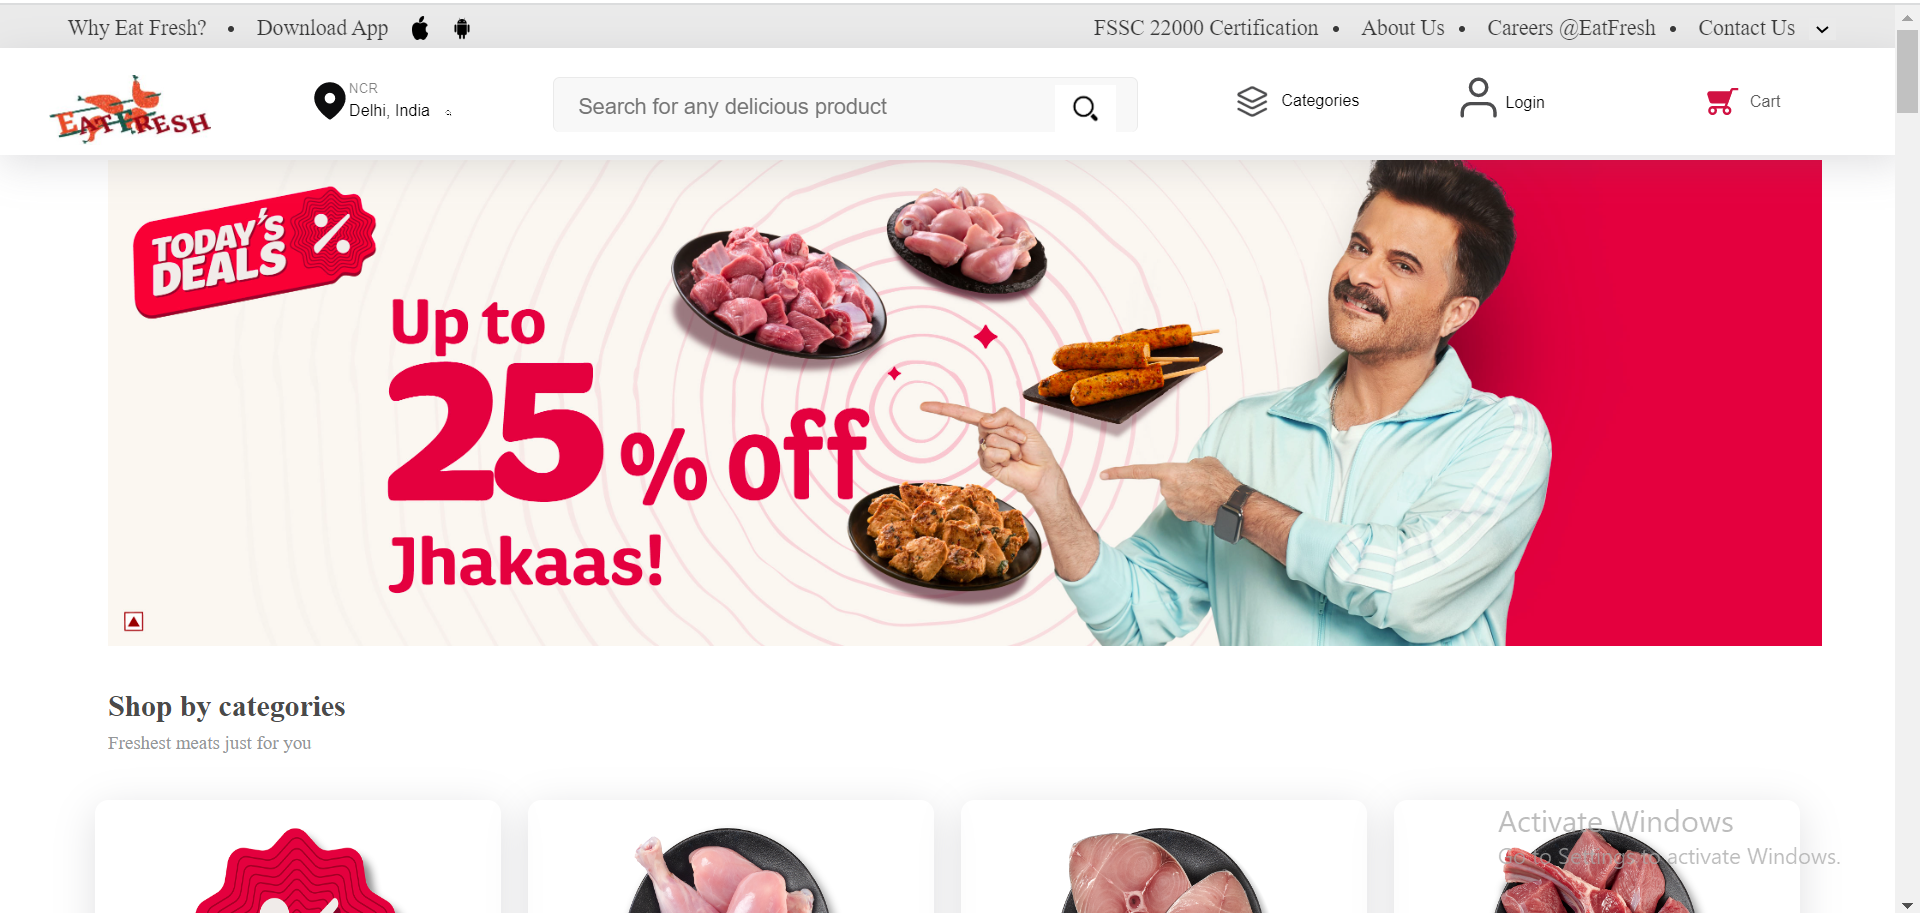 Why Eat Fresh? • Download App
FSSC 22000 Certification • About Us • Careers @EatFresh • Contact Us
EAT FRESH
NCR
Delhi, India
Search for any delicious product
Categories
Login
Cart
TODAY'S
DEALS
%
Up to
25% off
Jhakaas!
Shop by categories
Freshest meats just for you
Activate Windows
Go to Settings to activate Windows.